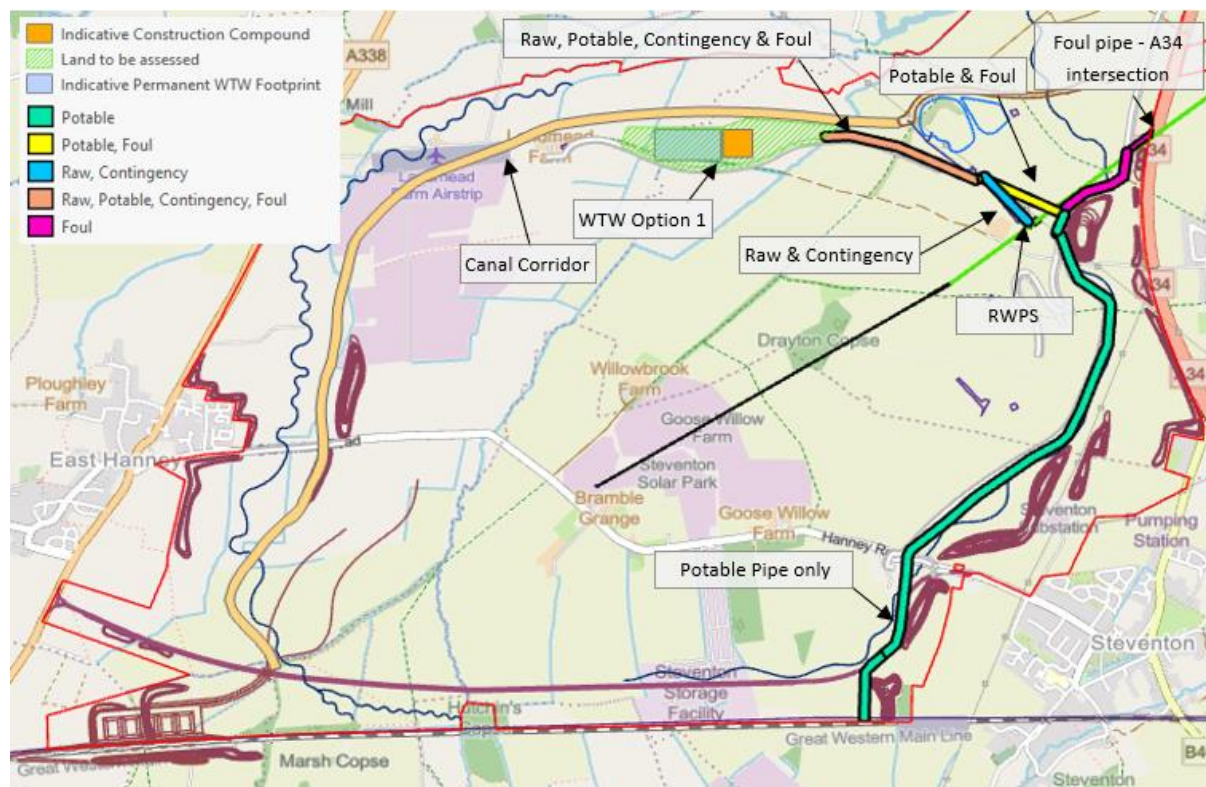 Indicative Construction Compound
Land to be assessed
Indicative Permanent WTW Footprint
Potable
Potable, Foul
Raw, Contingency
Raw, Potable, Contingency, Foul
Foul
A338
Mill
Raw, Potable, Contingency & Foul
Potable & Foul
Foul pipe - A34
intersection
A34
Farm
Farm Airstrip
WTW Option 1
Canal Corridor
Raw & Contingency
RWPS
A34
Drayton Copse
Willowbrook
Farm
Goose Willow
Farm
Steventon
Solar Park
Ploughley
Farm
East Hanney
Bramble
Grange
Goose Willow
Farm
Hanney
Substation
Pumping
Station
Potable Pipe only
Steventon
Steventon
Storage
Facility
Great Western Main Line
Marsh Copse
Steventon